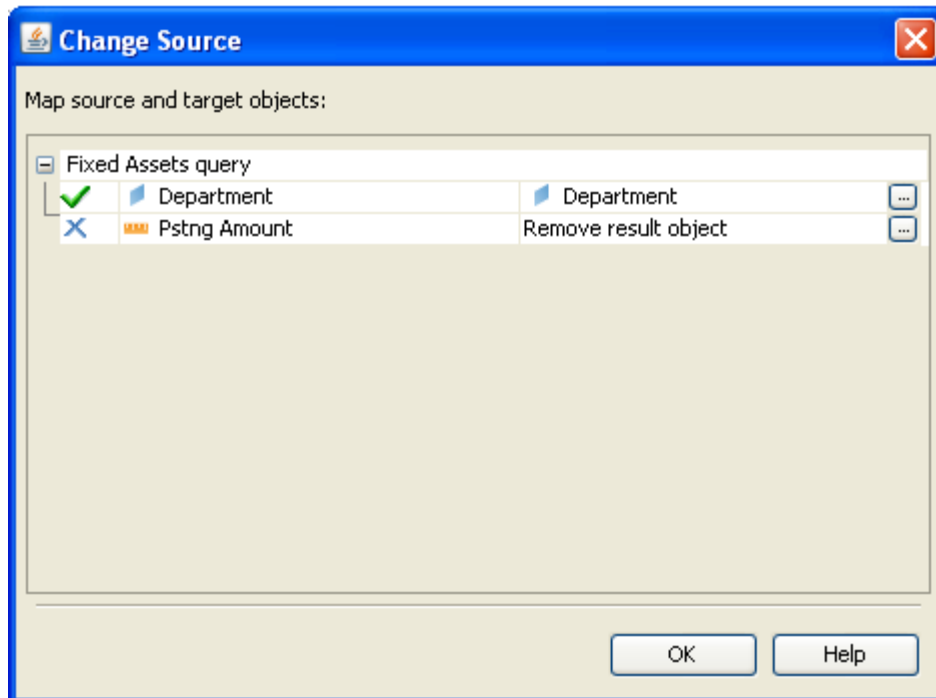 Change Source
Map source and target objects:
Fixed Assets query
Department Department ...
Pstng Amount Remove result object ...
OK Help